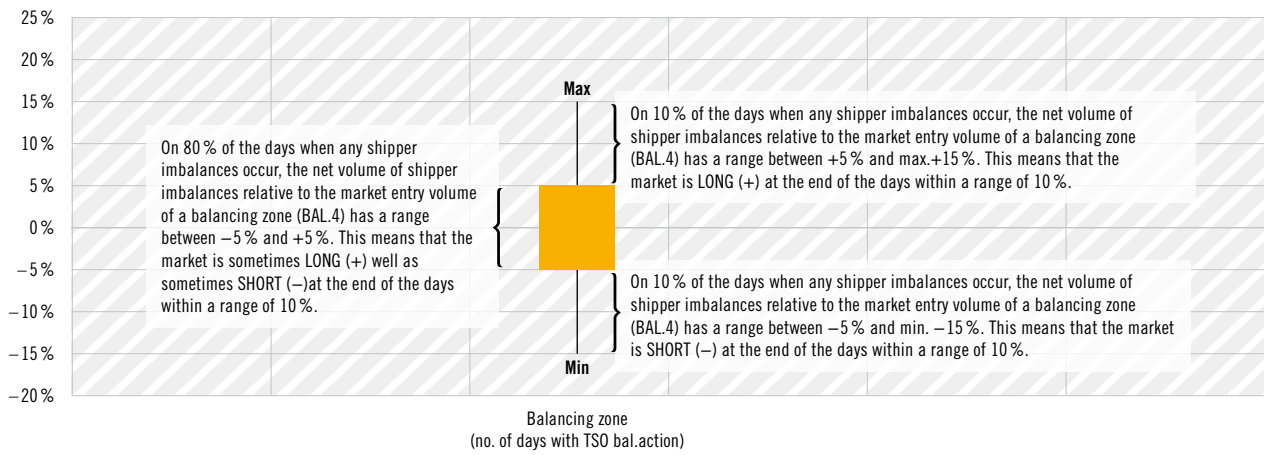 25 %
20 %
15 %
10 %
5 %
0 %
–5 %
–10 %
–15 %
–20 %
Max
On 80 % of the days when any shipper
imbalances occur, the net volume of shipper
imbalances relative to the market entry volume
of a balancing zone (BAL.4) has a range
between –5 % and +5 %. This means that the
market is sometimes LONG (+) well as
sometimes SHORT (–)at the end of the days
within a range of 10 %.
On 10 % of the days when any shipper imbalances occur, the net volume of
shipper imbalances relative to the market entry volume of a balancing zone
(BAL.4) has a range between +5 % and max.+15 %. This means that the
market is LONG (+) at the end of the days within a range of 10 %.
On 10 % of the days when any shipper imbalances occur, the net volume of
shipper imbalances relative to the market entry volume of a balancing zone
(BAL.4) has a range between –5 % and min. –15 %. This means that the market
is SHORT (–) at the end of the days within a range of 10 %.
Min
Balancing zone
(no. of days with TSO bal.action)